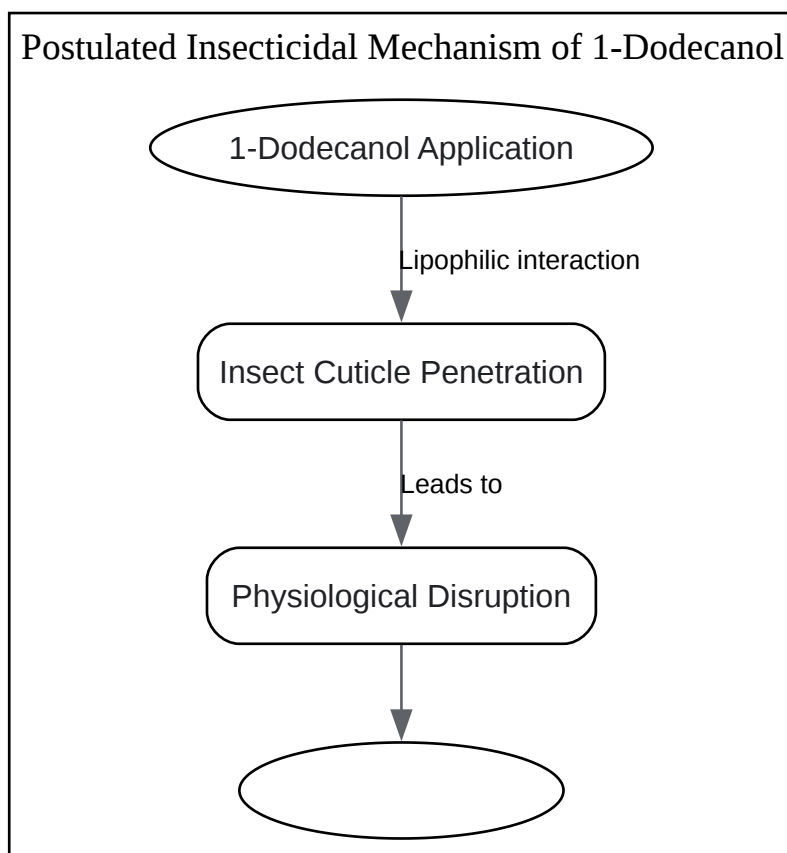 Postulated Insecticidal Mechanism of 1-Dodecanol
1-Dodecanol Application
Lipophilic interaction
Insect Cuticle Penetration
Leads to
Physiological Disruption